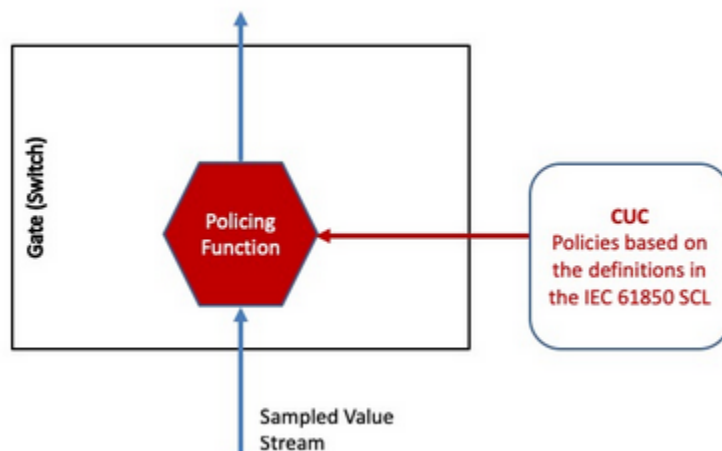 Gate (Switch)
Policing
Function
CUC
Policies based on
the definitions in
the IEC 61850 SCL
Sampled Value
Stream